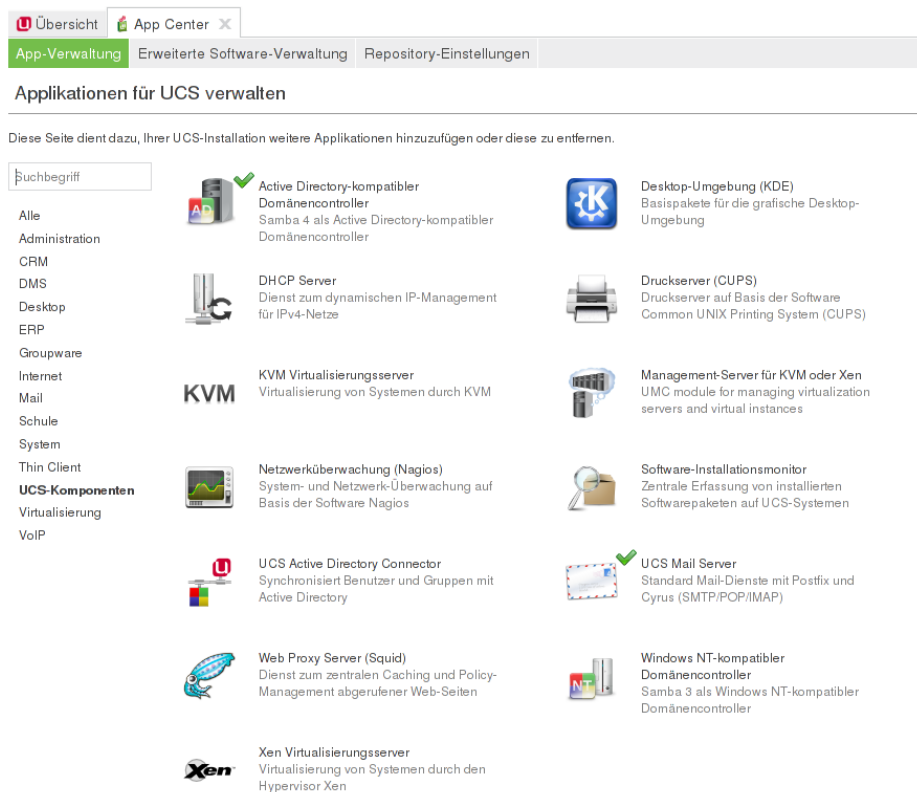 Übersicht
App Center
App-Verwaltung
Erweiterte Software-Verwaltung
Repository-Einstellungen
Applikationen für UCS verwalten
Diese Seite dient dazu, Ihrer UCS-Installation weitere Applikationen hinzuzufügen oder diese zu entfernen.
Suchbegriff
Alle
Administration
CRM
DMS
Desktop
ERP
Groupware
Internet
Mail
Schule
System
Thin Client
UCS-Komponenten
Virtualisierung
VoIP
AD
Active Directory-kompatibler
Domänencontroller
Samba 4 als Active Directory-kompatibler
Domänencontroller
Desktop-Umgebung (KDE)
Basispakete für die grafische Desktop-
Umgebung
DHCP Server
Dienst zum dynamischen IP-Management
für IPv4-Netze
Druckserver (CUPS)
Druckserver auf Basis der Software
Common UNIX Printing System (CUPS)
KVM
KVM Virtualisierungsserver
Virtualisierung von Systemen durch KVM
Management-Server für KVM oder Xen
UMC module for managing virtualization
servers and virtual instances
Netzwerküberwachung (Nagios)
System- und Netzwerk-Überwachung auf
Basis der Software Nagios
Software-Installationsmonitor
Zentrale Erfassung von installierten
Softwarepaketen auf UCS-Systemen
UCS Active Directory Connector
Synchronisiert Benutzer und Gruppen mit
Active Directory
UCS Mail Server
Standard Mail-Dienste mit Postfix und
Cyrus (SMTP/POP/IMAP)
Web Proxy Server (Squid)
Dienst zum zentralen Caching und Policy-
Management abgerufener Web-Seiten
NT
Windows NT-kompatibler
Domänencontroller
Samba 3 als Windows NT-kompatibler
Domänencontroller
Xen
Xen Virtualisierungsserver
Virtualisierung von Systemen durch den
Hypervisor Xen